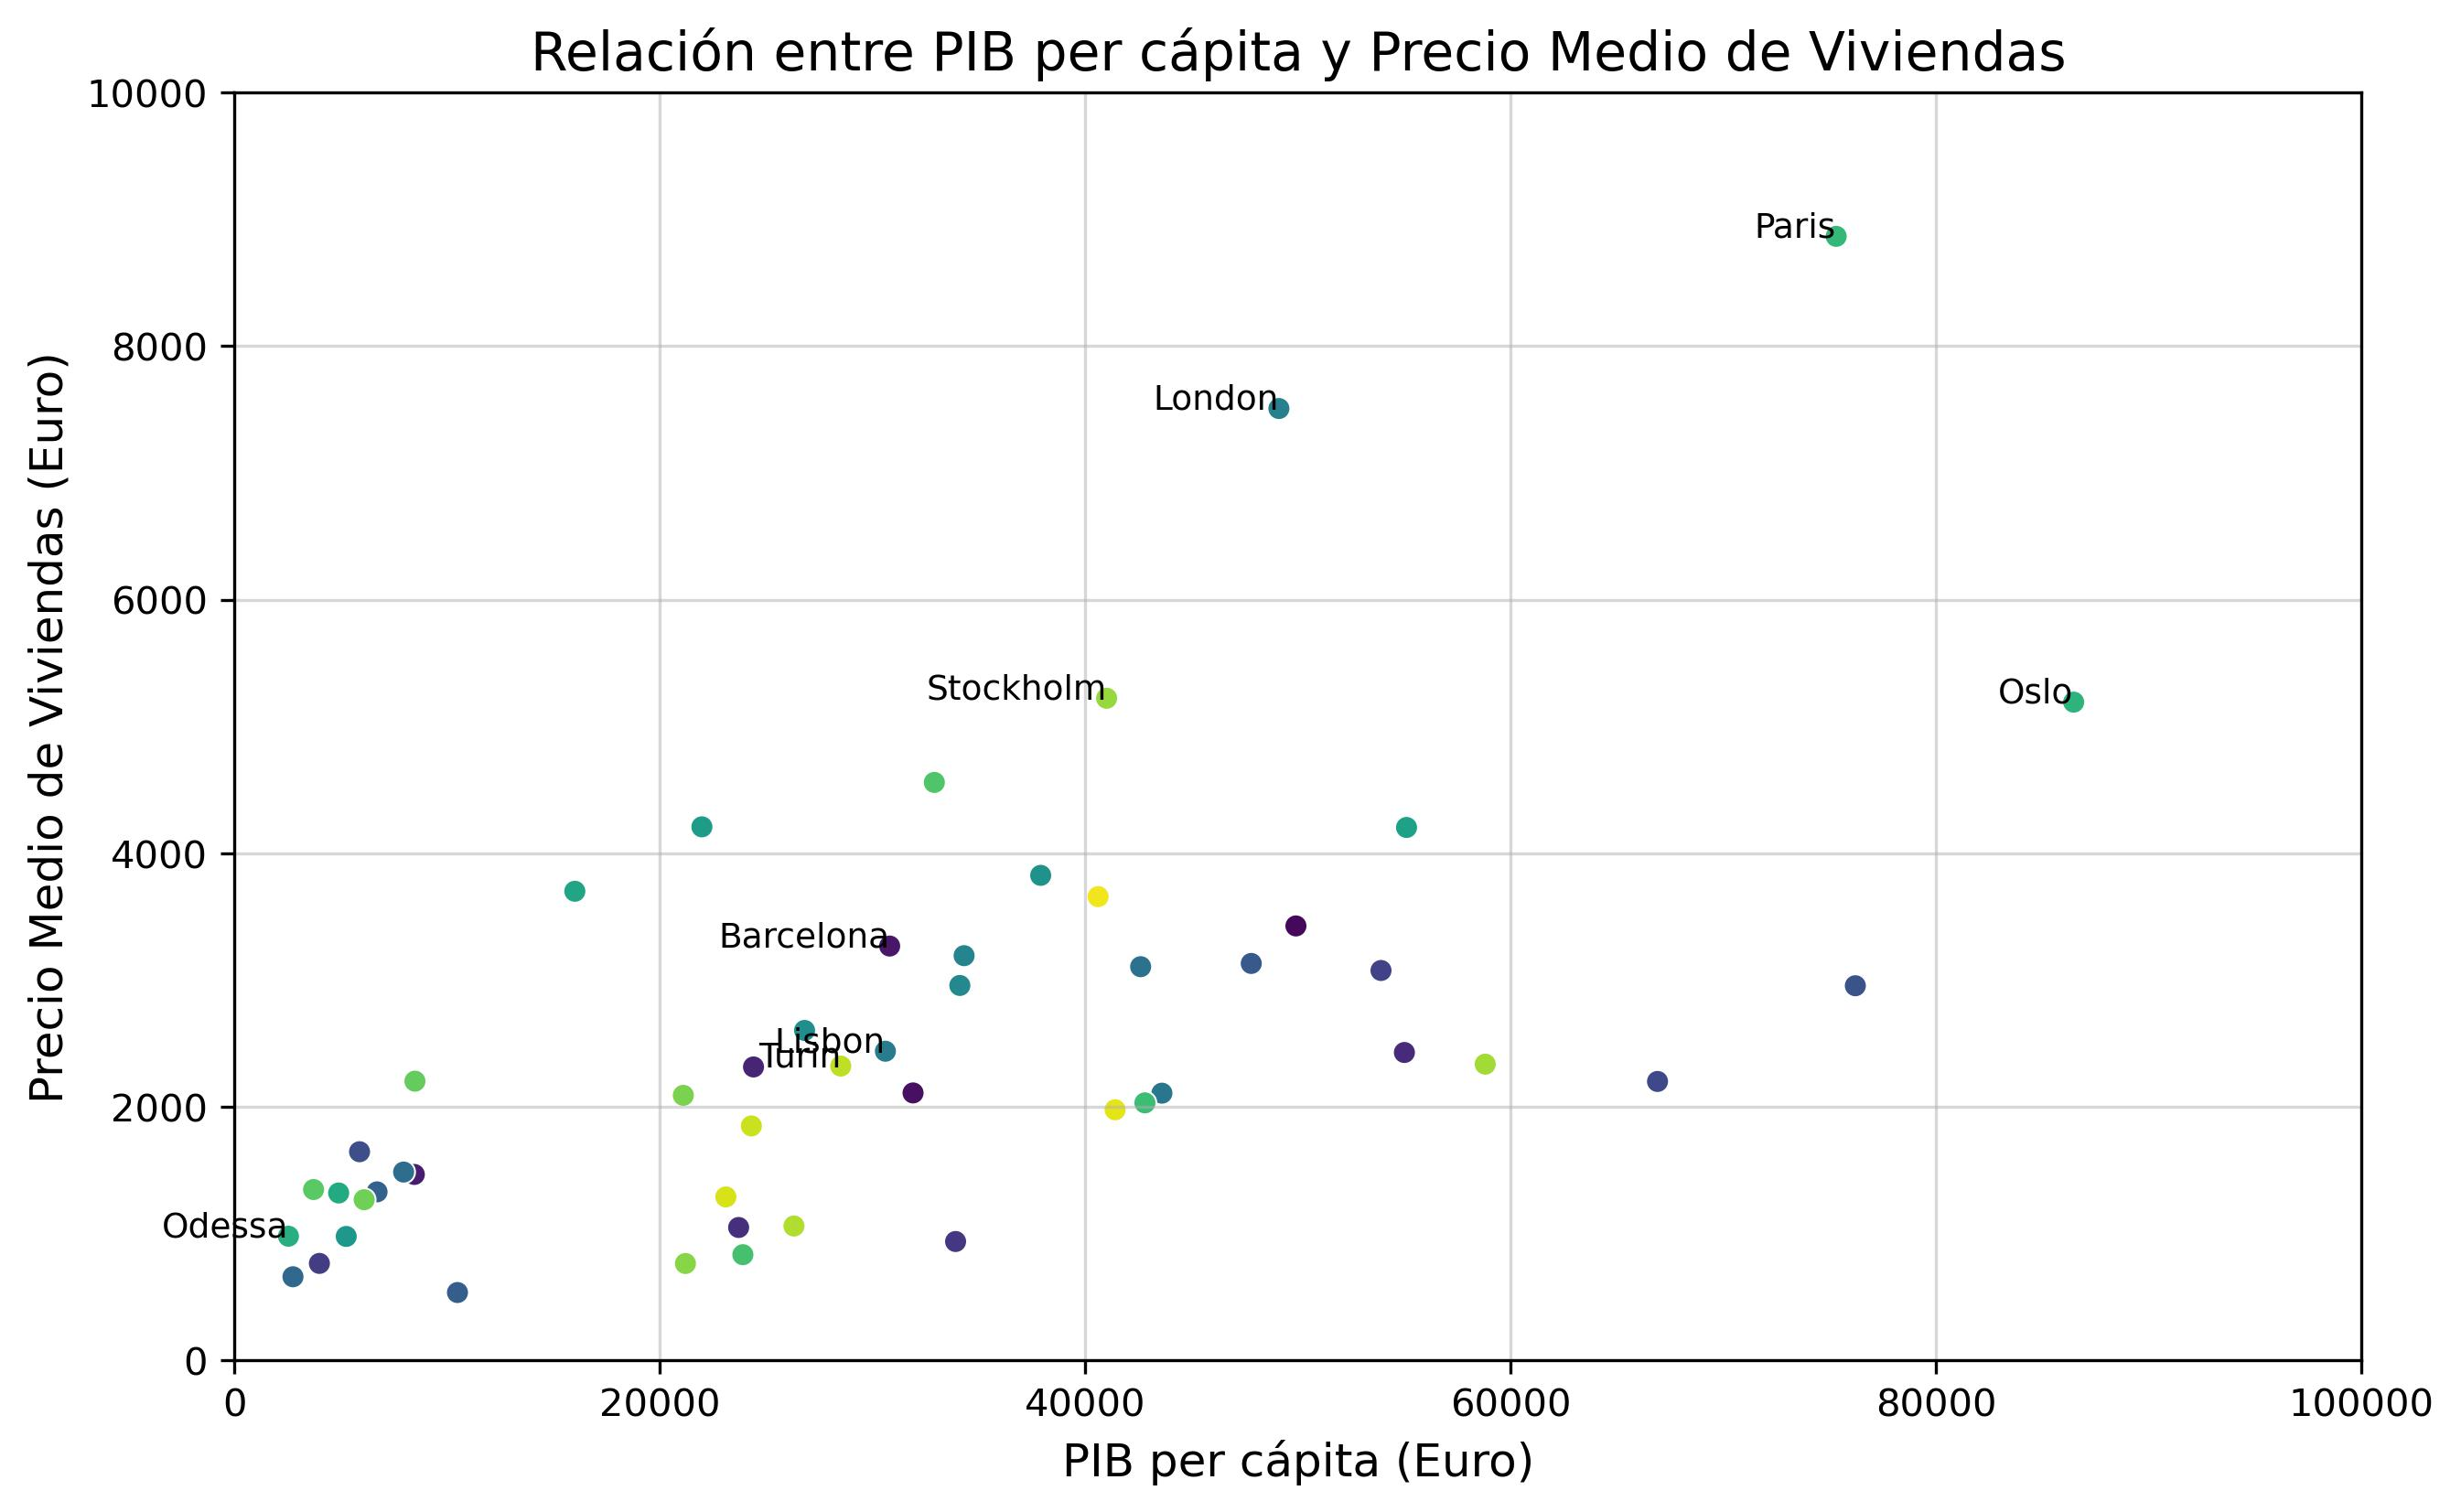 Relación entre PIB per cápita y Precio Medio de Viviendas
10000
8000
6000
4000
2000
0
Precio Medio de Viviendas (Euro)
Paris
London
Stockholm
Oslo
Barcelona
Lisbon
Turin
Odessa
0 20000 40000 60000 80000 100000
PIB per cápita (Euro)